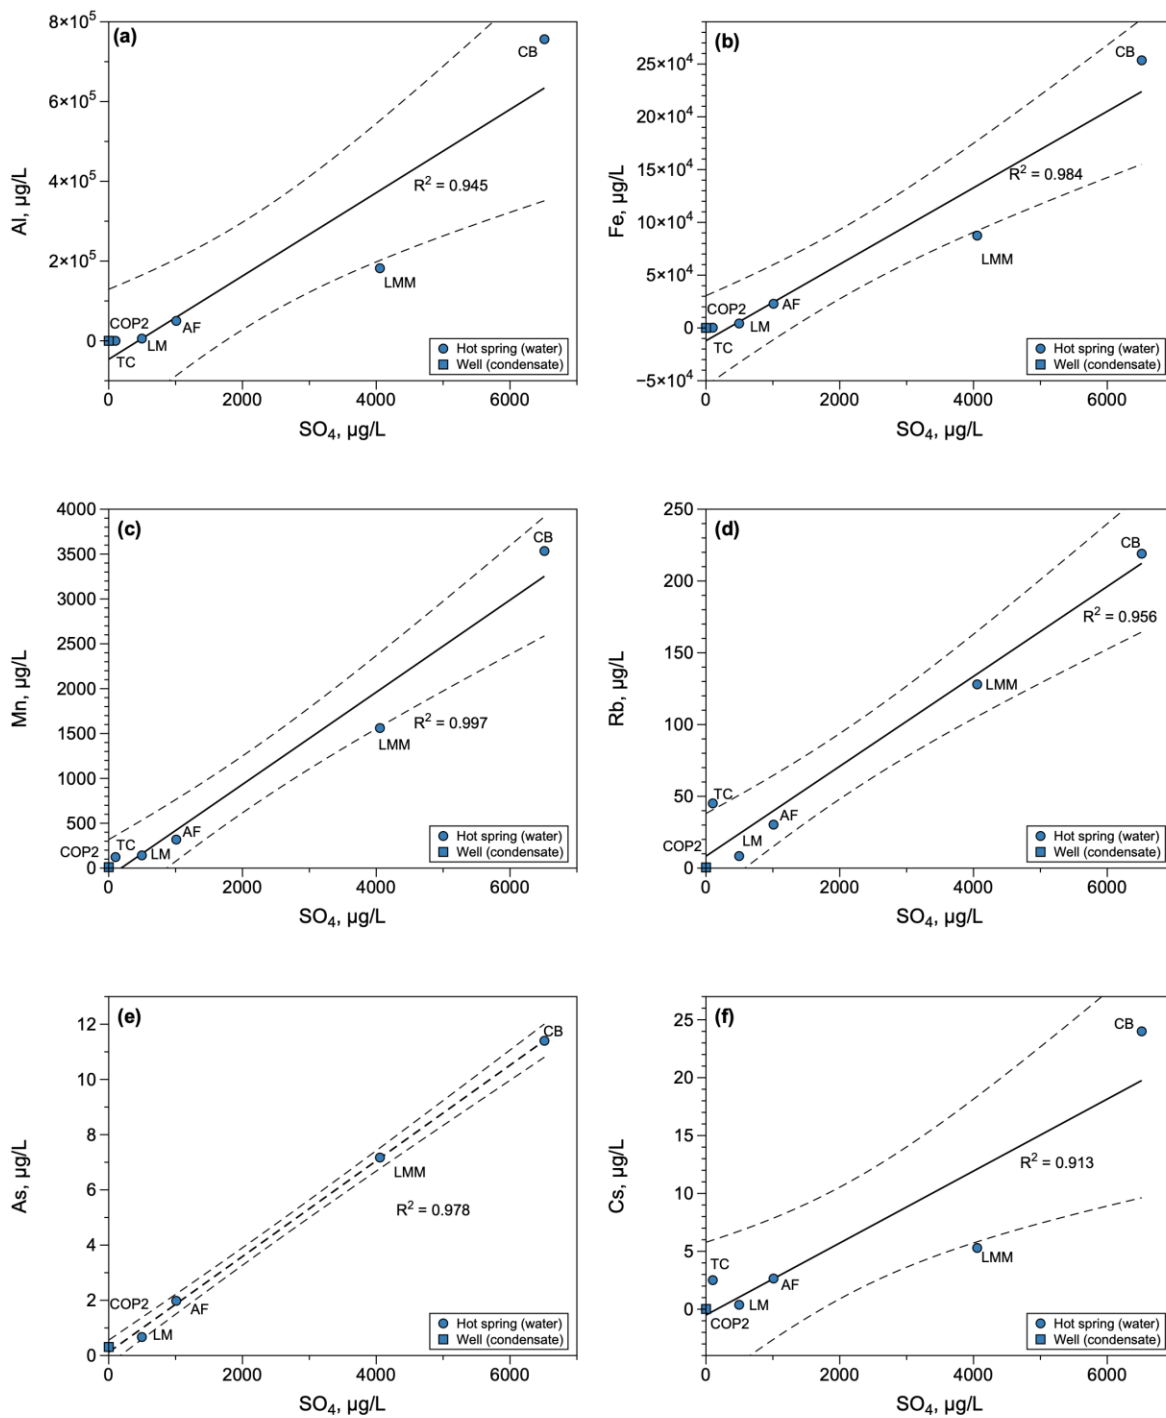 (a)
8×10⁵
6×10⁵
4×10⁵
2×10⁵
0
Al, µg/L
CB
R² = 0.945
LMM
COP2
AF
LM
TC
Hot spring (water)
Well (condensate)
0 2000 4000 6000
SO₄, µg/L
(b)
25×10⁴
20×10⁴
15×10⁴
10×10⁴
5×10⁴
0
−5×10⁴
Fe, µg/L
CB
R² = 0.984
LMM
COP2
AF
LM
TC
Hot spring (water)
Well (condensate)
0 2000 4000 6000
SO₄, µg/L
(c)
4000
3500
3000
2500
2000
1500
1000
500
0
Mn, µg/L
CB
R² = 0.997
LMM
COP2
TC
AF
LM
Hot spring (water)
Well (condensate)
0 2000 4000 6000
SO₄, µg/L
(d)
250
200
150
100
50
0
Rb, µg/L
CB
R² = 0.956
LMM
TC
AF
COP2
LM
Hot spring (water)
Well (condensate)
0 2000 4000 6000
SO₄, µg/L
(e)
12
10
8
6
4
2
0
As, µg/L
CB
LMM
R² = 0.978
COP2
AF
LM
Hot spring (water)
Well (condensate)
0 2000 4000 6000
SO₄, µg/L
(f)
25
20
15
10
5
0
Cs, µg/L
CB
R² = 0.913
LMM
TC
AF
LM
COP2
Hot spring (water)
Well (condensate)
0 2000 4000 6000
SO₄, µg/L